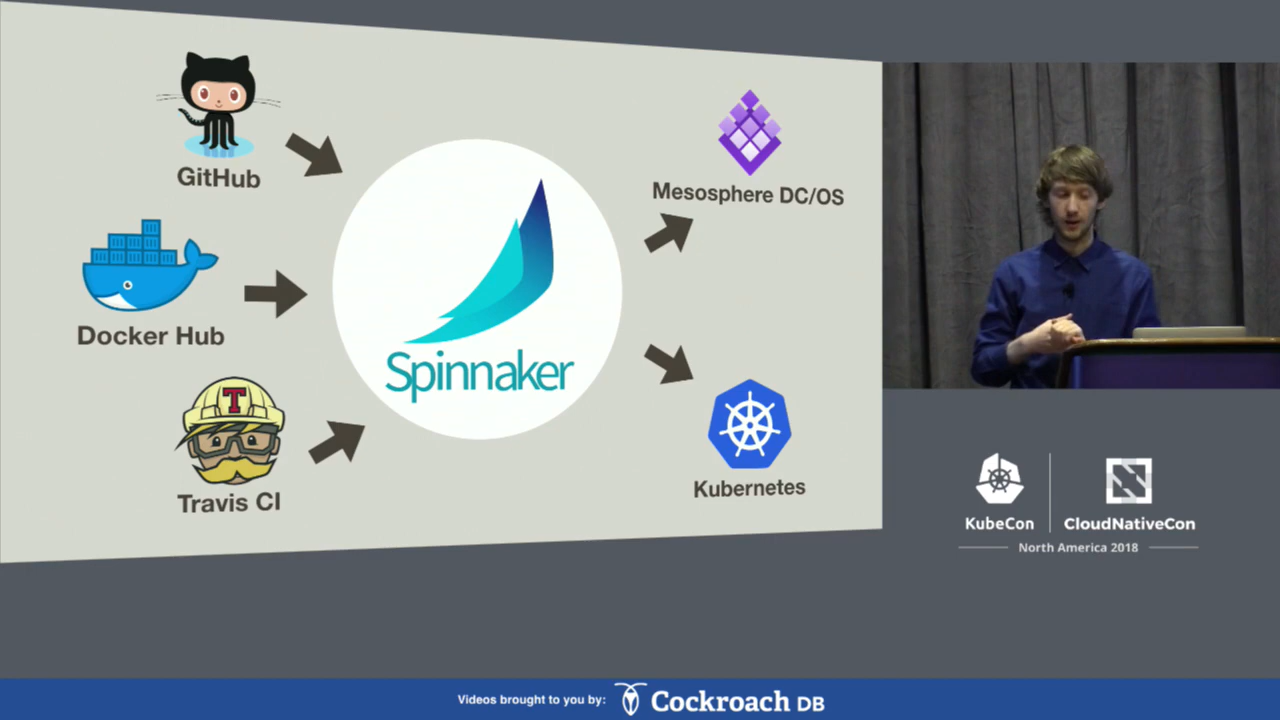 GitHub
Mesosphere DC/OS
Docker Hub
Spinnaker
T
Travis CI
Kubernetes
KubeCon
CloudNativeCon
North America 2018
Videos brought to you by:
Cockroach DB